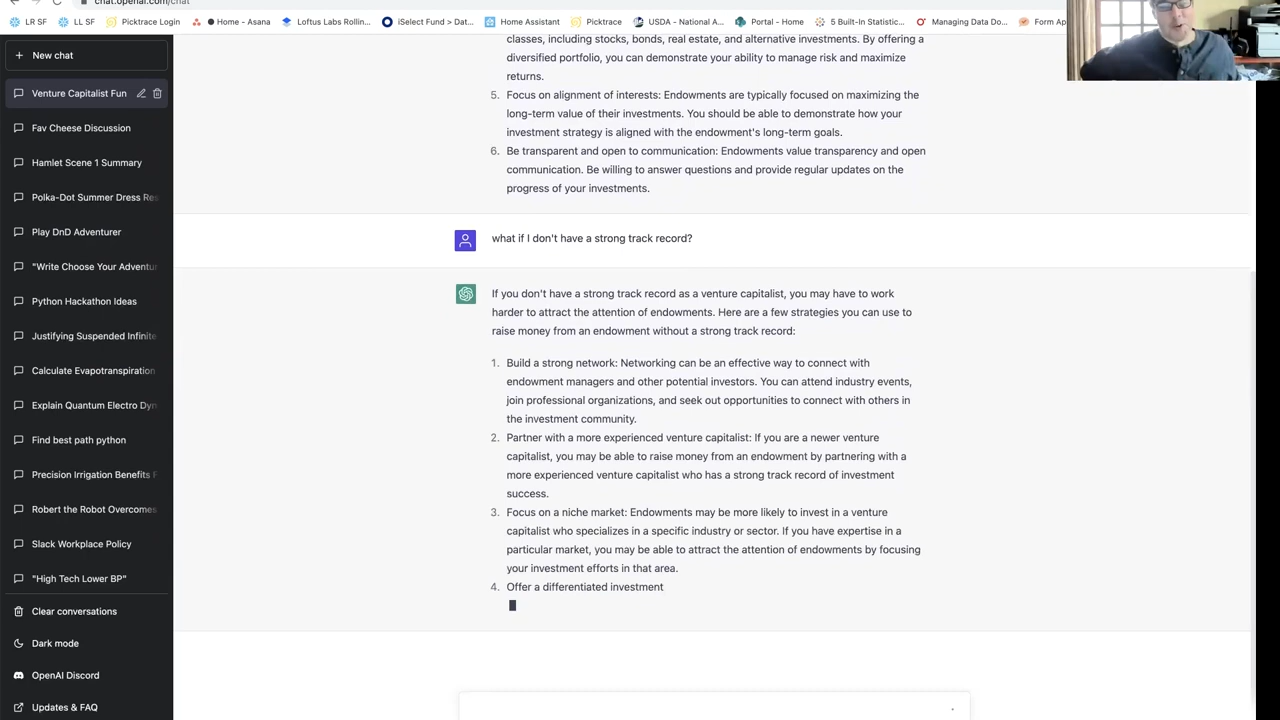 chat.openai.com/chat
LR SF
LL SF
Picktrace Login
Home - Asana
Loftus Labs Rollin...
iSelect Fund > Dat...
Home Assistant
Picktrace
USDA - National A...
Portal - Home
5 Built-In Statistic...
Managing Data Do...
Form Ap
New chat
Venture Capitalist Fun
Fav Cheese Discussion
Hamlet Scene 1 Summary
Polka-Dot Summer Dress Res
Play DnD Adventurer
"Write Choose Your Adventur
Python Hackathon Ideas
Justifying Suspended Infinite
Calculate Evapotranspiration
Explain Quantum Electro Dyn
Find best path python
Precision Irrigation Benefits F
Robert the Robot Overcomes
Slack Workplace Policy
"High Tech Lower BP"
Clear conversations
Dark mode
OpenAI Discord
Updates & FAQ
classes, including stocks, bonds, real estate, and alternative investments. By offering a
diversified portfolio, you can demonstrate your ability to manage risk and maximize
returns.
5. Focus on alignment of interests: Endowments are typically focused on maximizing the
long-term value of their investments. You should be able to demonstrate how your
investment strategy is aligned with the endowment's long-term goals.
6. Be transparent and open to communication: Endowments value transparency and open
communication. Be willing to answer questions and provide regular updates on the
progress of your investments.
what if I don't have a strong track record?
If you don't have a strong track record as a venture capitalist, you may have to work
harder to attract the attention of endowments. Here are a few strategies you can use to
raise money from an endowment without a strong track record:
1. Build a strong network: Networking can be an effective way to connect with
endowment managers and other potential investors. You can attend industry events,
join professional organizations, and seek out opportunities to connect with others in
the investment community.
2. Partner with a more experienced venture capitalist: If you are a newer venture
capitalist, you may be able to raise money from an endowment by partnering with a
more experienced venture capitalist who has a strong track record of investment
success.
3. Focus on a niche market: Endowments may be more likely to invest in a venture
capitalist who specializes in a specific industry or sector. If you have expertise in a
particular market, you may be able to attract the attention of endowments by focusing
your investment efforts in that area.
4. Offer a differentiated investment